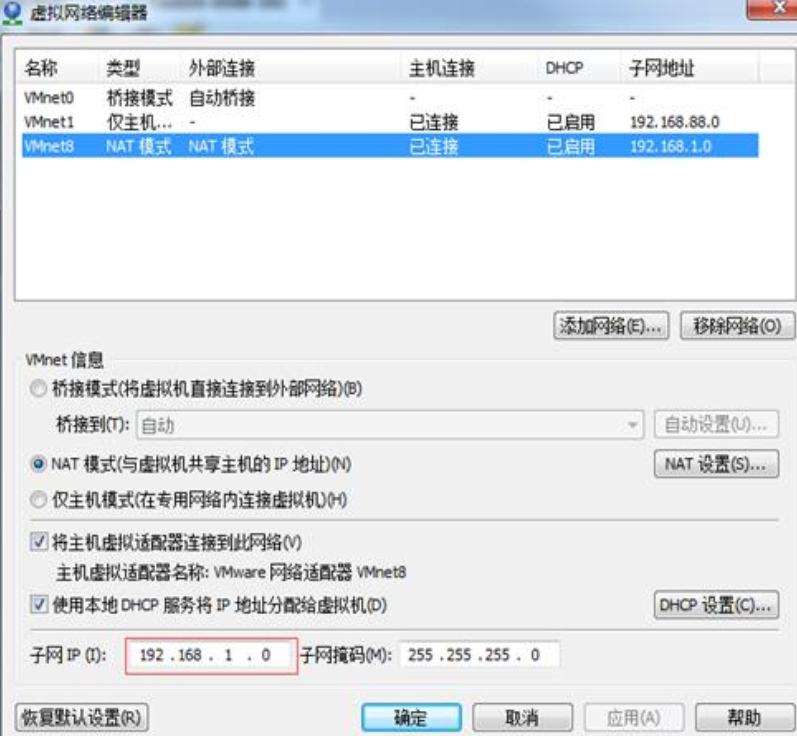 虚拟网络编辑器
名称 类型 外部连接 主机连接 DHCP 子网地址
VMnet0 桥接模式 自动桥接 - - -
VMnet1 仅主机... - 已连接 已启用 192.168.88.0
VMnet8 NAT 模式 NAT 模式 已连接 已启用 192.168.1.0
添加网络(E)... 移除网络(O)
VMnet 信息
桥接模式(将虚拟机直接连接到外部网络)(B)
桥接到(T): 自动 自动设置(U)...
NAT 模式(与虚拟机共享主机的 IP 地址)(N) NAT 设置(S)...
仅主机模式(在专用网络内连接虚拟机)(H)
将主机虚拟适配器连接到此网络(V)
主机虚拟适配器名称: VMware 网络适配器 VMnet8
使用本地 DHCP 服务将 IP 地址分配给虚拟机(D) DHCP 设置(C)...
子网 IP (I): 192 . 168 . 1 . 0 子网掩码(M): 255 . 255 . 255 . 0
恢复默认设置(R) 确定 取消 应用(A) 帮助